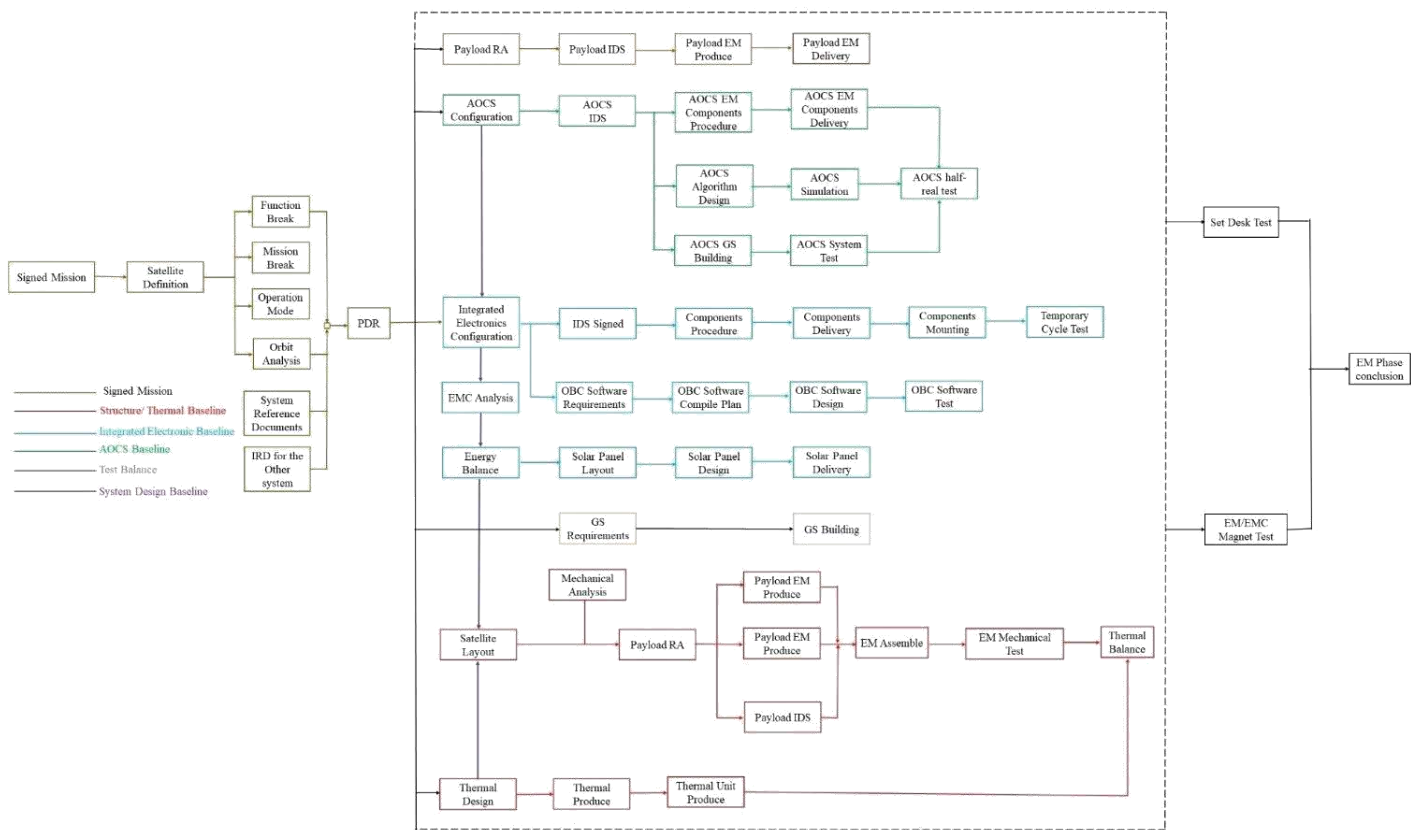 Signed Mission
Satellite
Definition
Function
Break
Mission
Break
Operation
Mode
Orbit
Analysis
System
Reference
Documents
IRD for the
Other
system
PDR
Signed Mission
Structure/ Thermal Baseline
Integrated Electronic Baseline
AOCS Baseline
Test Balance
System Design Baseline
Payload RA
Payload IDS
Payload EM
Produce
Payload EM
Delivery
AOCS
Configuration
AOCS
IDS
AOCS EM
Components
Procedure
AOCS EM
Components
Delivery
AOCS
Algorithm
Design
AOCS
Simulation
AOCS half-
real test
AOCS GS
Building
AOCS System
Test
Integrated
Electronics
Configuration
IDS Signed
Components
Procedure
Components
Delivery
Components
Mounting
Temporary
Cycle Test
EMC Analysis
OBC Software
Requirements
OBC Software
Compile Plan
OBC Software
Design
OBC Software
Test
Energy
Balance
Solar Panel
Layout
Solar Panel
Design
Solar Panel
Delivery
GS
Requirements
GS Building
Mechanical
Analysis
Satellite
Layout
Payload RA
Payload EM
Produce
Payload EM
Produce
Payload IDS
EM Assemble
EM Mechanical
Test
Thermal
Balance
Thermal
Design
Thermal
Produce
Thermal Unit
Produce
Set Desk Test
EM/EMC
Magnet Test
EM Phase
conclusion